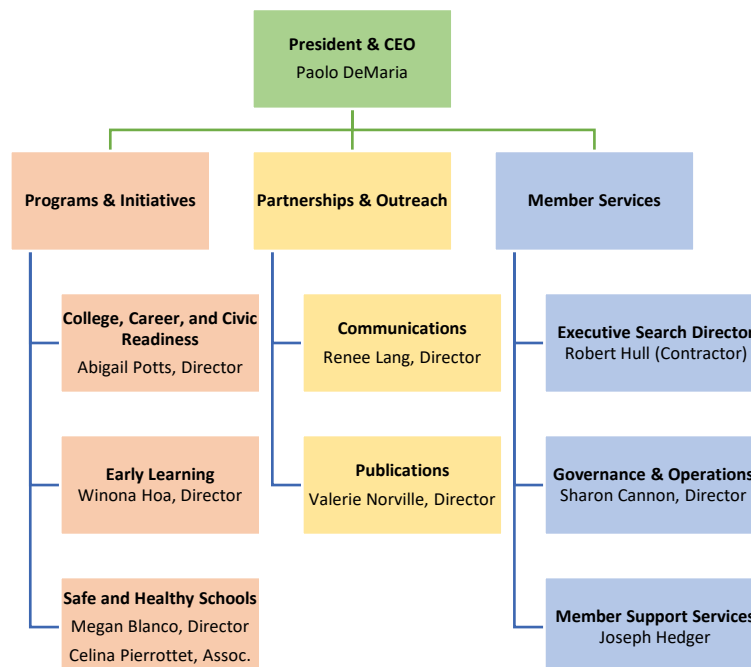 President & CEO
Paolo DeMaria
Programs & Initiatives
Partnerships & Outreach
Member Services
College, Career, and Civic
Readiness
Abigail Potts, Director
Communications
Renee Lang, Director
Executive Search Director
Robert Hull (Contractor)
Early Learning
Winona Hoa, Director
Publications
Valerie Norville, Director
Governance & Operations
Sharon Cannon, Director
Safe and Healthy Schools
Megan Blanco, Director
Celina Pierrottet, Assoc.
Member Support Services
Joseph Hedger